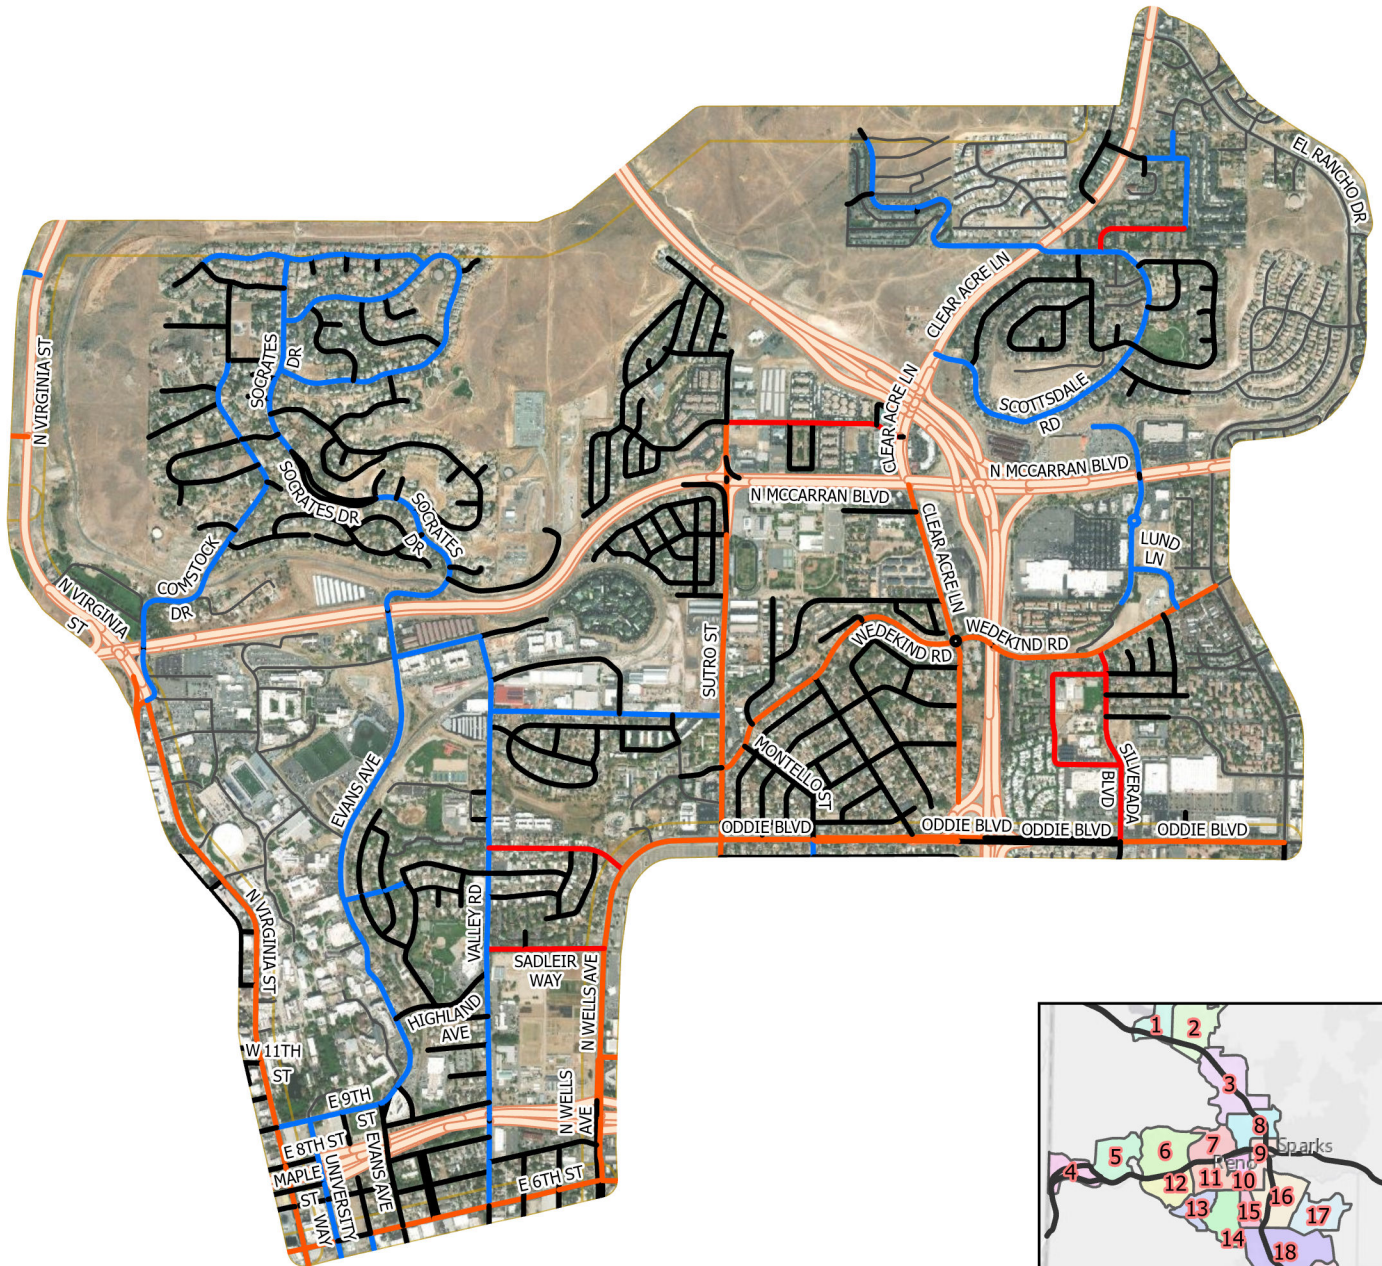 EL RANCHO DR
CLEAR ACRE LN
N VIRGINIA ST
SOCRATES
DR
CLEAR ACRE LN
SCOTTSDALE
RD
N MCCARRAN BLVD
SOCRATES DR
SOCRATES
DR
N MCCARRAN BLVD
CLEAR ACRE LN
LUND
LN
COMSTOCK
DR
N VIRGINIA
ST
WEDEKIND RD
WEDEKIND RD
SUTRO ST
MONTELLO ST
SILVERADA
BLVD
EVANS AVE
ODDIE BLVD
ODDIE BLVD
ODDIE BLVD
ODDIE BLVD
N VIRGINIA ST
VALLEY RD
SADLEIR
WAY
N WELLS AVE
HIGHLAND
AVE
W 11TH
ST
N WELLS
AVE
E 9TH
ST
E 8TH ST
EVANS AVE
MAPLE
ST
UNIVERSITY
WAY
E 6TH ST
1
2
3
8
Sparks
7
6
5
9
Reno
4
12
11
10
16
13
15
17
14
18